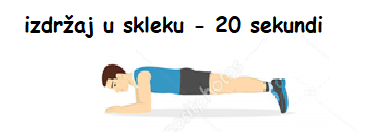 izdržaj u skleku - 20 sekundi